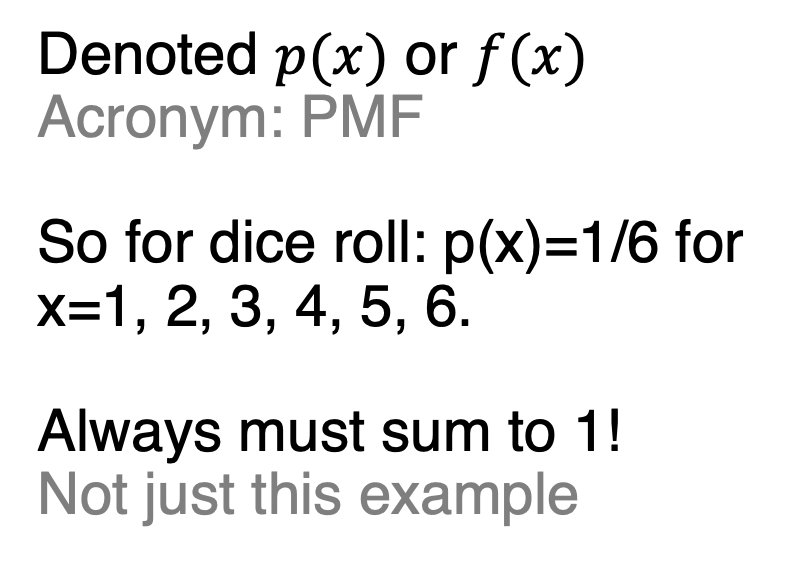 Denoted p(x) or f(x)
Acronym: PMF
So for dice roll: p(x)=1/6 for
x=1, 2, 3, 4, 5, 6.
Always must sum to 1!
Not just this example